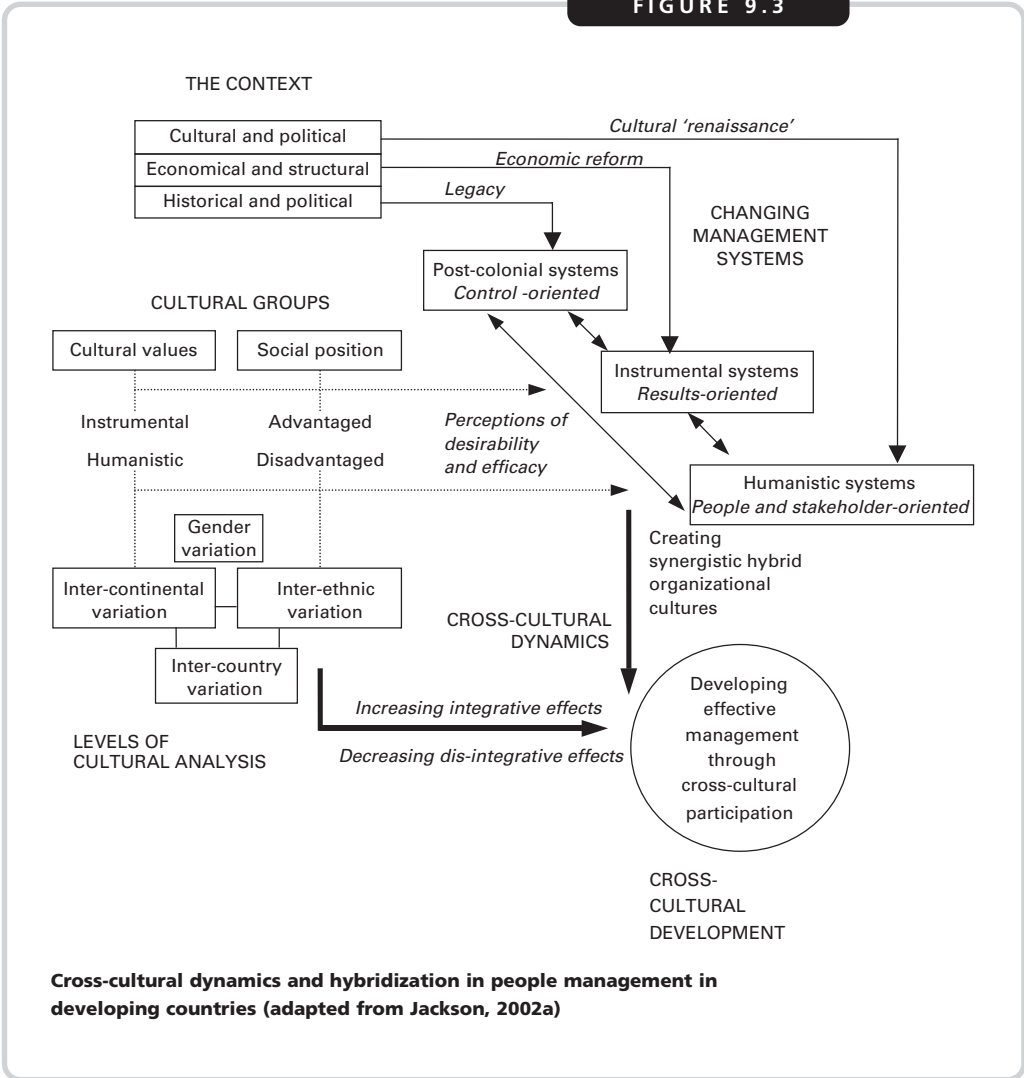 FIGURE 9.3
THE CONTEXT
Cultural and political
Economical and structural
Historical and political
Cultural ‘renaissance’
Economic reform
Legacy
CHANGING
MANAGEMENT
SYSTEMS
Post-colonial systems
Control -oriented
CULTURAL GROUPS
Cultural values
Social position
Instrumental systems
Results-oriented
Instrumental
Advantaged
Humanistic
Disadvantaged
Perceptions of
desirability
and efficacy
Humanistic systems
People and stakeholder-oriented
Gender
variation
Inter-continental
variation
Inter-ethnic
variation
Inter-country
variation
Creating
synergistic hybrid
organizational
cultures
CROSS-CULTURAL
DYNAMICS
Increasing integrative effects
Decreasing dis-integrative effects
LEVELS OF
CULTURAL ANALYSIS
Developing
effective
management
through
cross-cultural
participation
CROSS-
CULTURAL
DEVELOPMENT
Cross-cultural dynamics and hybridization in people management in
developing countries (adapted from Jackson, 2002a)